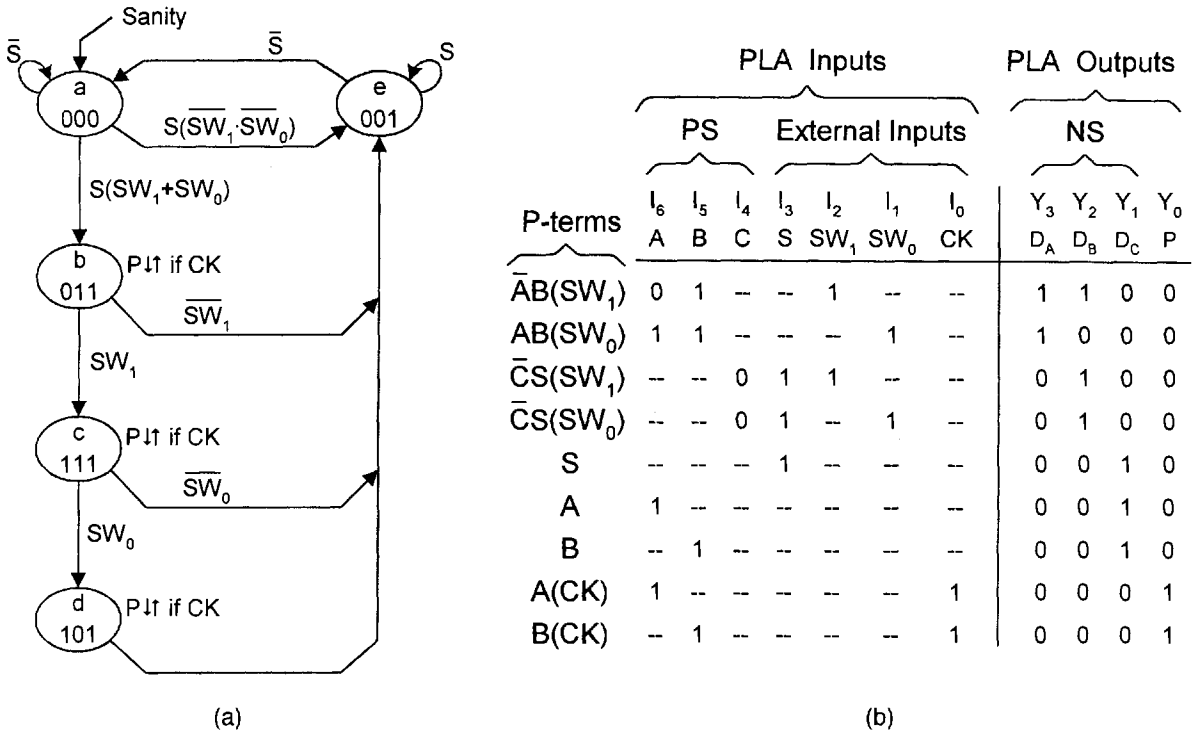 Sanity
S̅
S̅
S
a
000
e
001
S(S̅W̅₁·S̅W̅₀)
S(SW₁+SW₀)
b
011
P↓↑ if CK
S̅W̅₁
SW₁
c
111
P↓↑ if CK
S̅W̅₀
SW₀
d
101
P↓↑ if CK
(a)
PLA Inputs PLA Outputs
PS External Inputs NS
I₆ I₅ I₄ I₃ I₂ I₁ I₀ Y₃ Y₂ Y₁ Y₀
P-terms A B C S SW₁ SW₀ CK D_A D_B D_C P
A̅B(SW₁) 0 1 -- -- 1 -- -- 1 1 0 0
AB(SW₀) 1 1 -- -- -- 1 -- 1 0 0 0
C̅S(SW₁) -- -- 0 1 1 -- -- 0 1 0 0
C̅S(SW₀) -- -- 0 1 -- 1 -- 0 1 0 0
S -- -- -- 1 -- -- -- 0 0 1 0
A 1 -- -- -- -- -- -- 0 0 1 0
B -- 1 -- -- -- -- -- 0 0 1 0
A(CK) 1 -- -- -- -- -- 1 0 0 0 1
B(CK) -- 1 -- -- -- -- 1 0 0 0 1
(b)